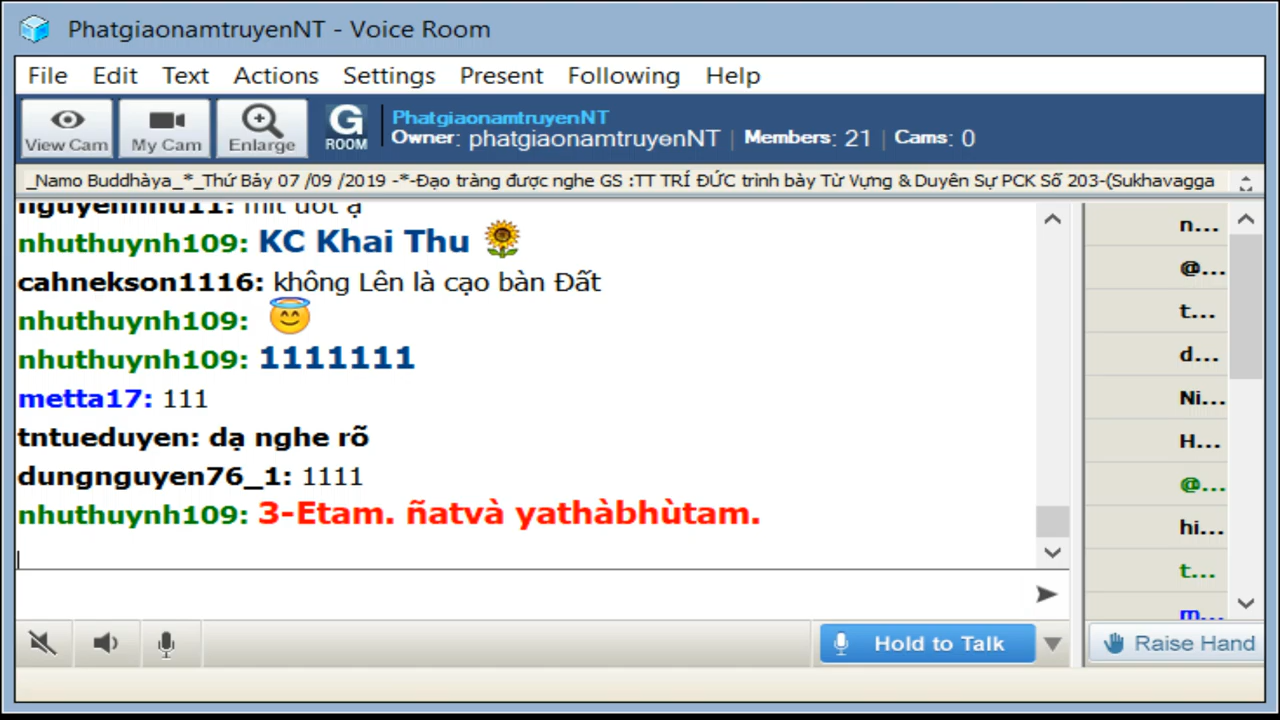 PhatgiaonamtruyenNT - Voice Room
File Edit Text Actions Settings Present Following Help
View Cam My Cam Enlarge G ROOM
PhatgiaonamtruyenNT
Owner: phatgiaonamtruyenNT | Members: 21 | Cams: 0
_Namo Buddhàya_*_Thứ Bảy 07 /09 /2019 -*-Đạo tràng được nghe GS :TT TRÍ ĐỨC trình bày Từ Vựng & Duyên Sự PCK Số 203-(Sukhavagga
nhuthuynh109: KC Khai Thu
cahnekson1116: không Lên là cạo bàn Đất
nhuthuynh109:
nhuthuynh109: 1111111
metta17: 111
tntueduyen: dạ nghe rõ
dungnguyen76_1: 1111
nhuthuynh109: 3-Etam. ñatvà yathàbhùtam.
n...
@...
t...
d...
Ni...
H...
@...
hi...
t...
m...
Hold to Talk
Raise Hand